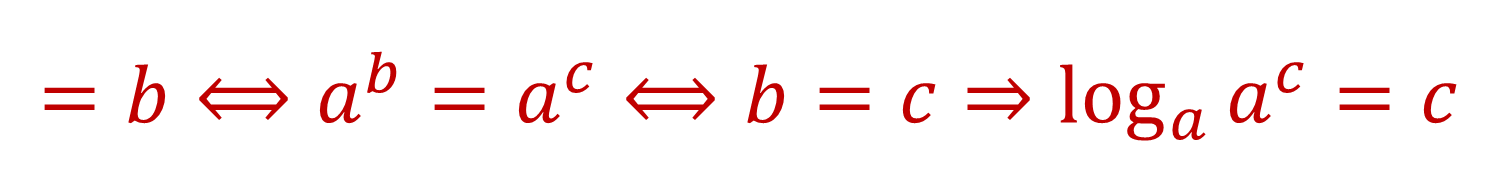 = b ⟺ a^b = a^c ⟺ b = c ⇒ log_a a^c = c